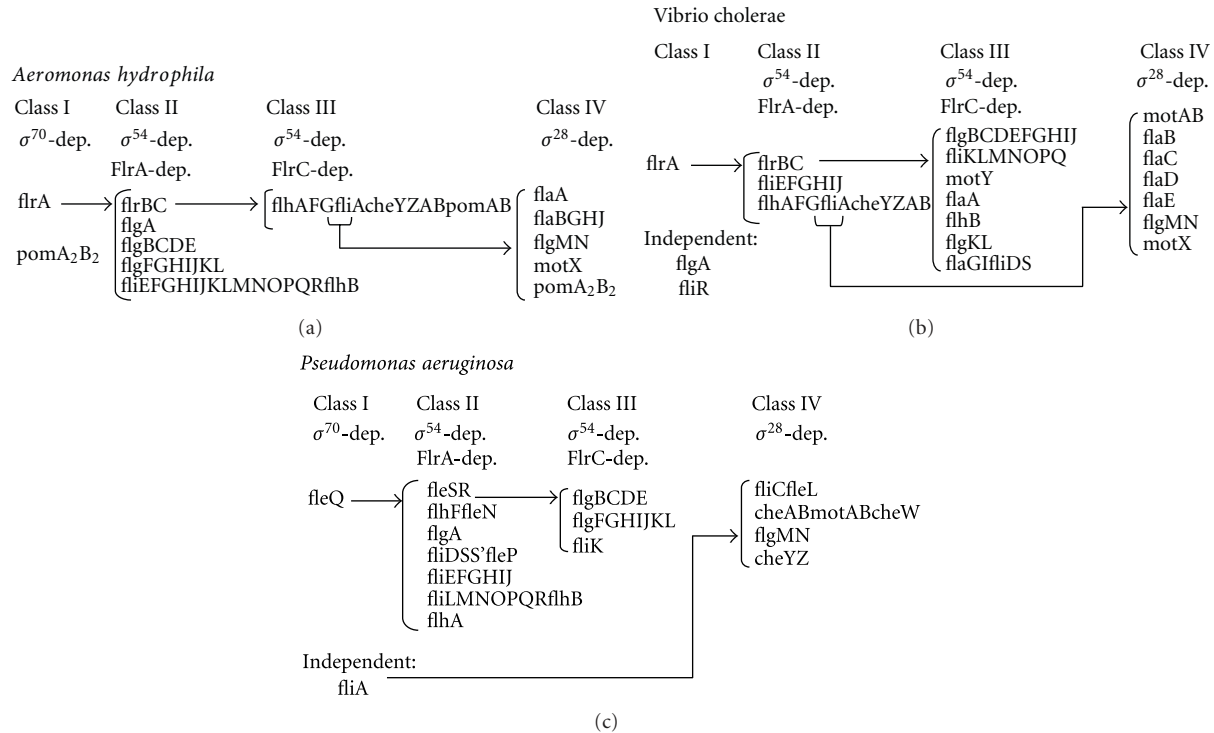 Aeromonas hydrophila
Class I Class II Class III Class IV
σ70-dep. σ54-dep. σ54-dep. σ28-dep.
FlrA-dep. FlrC-dep.
flrA flrBC flhAFGfliAcheYZABpomAB flaA
flgA flaBGHJ
pomA2B2 flgBCDE flgMN
flgFGHIJKL motX
fliEFGHIJKLMNOPQRflhB pomA2B2
(a)
Vibrio cholerae
Class I Class II Class III Class IV
σ54-dep. σ54-dep. σ28-dep.
FlrA-dep. FlrC-dep.
motAB
flgBCDEFGHIJ flaB
flrA flrBC fliKLMNOPQ flaC
fliEFGHIJ motY flaD
flhAFGfliAcheYZAB flaA flaE
flhB flgMN
Independent: flgKL motX
flgA flaGIfliDS
fliR
(b)
Pseudomonas aeruginosa
Class I Class II Class III Class IV
σ70-dep. σ54-dep. σ54-dep. σ28-dep.
FlrA-dep. FlrC-dep.
fleQ fleSR flgBCDE fliCfleL
flhFfleN flgFGHIJKL cheABmotABcheW
flgA fliK flgMN
fliDSS'fleP cheYZ
fliEFGHIJ
fliLMNOPQRflhB
flhA
Independent:
fliA
(c)